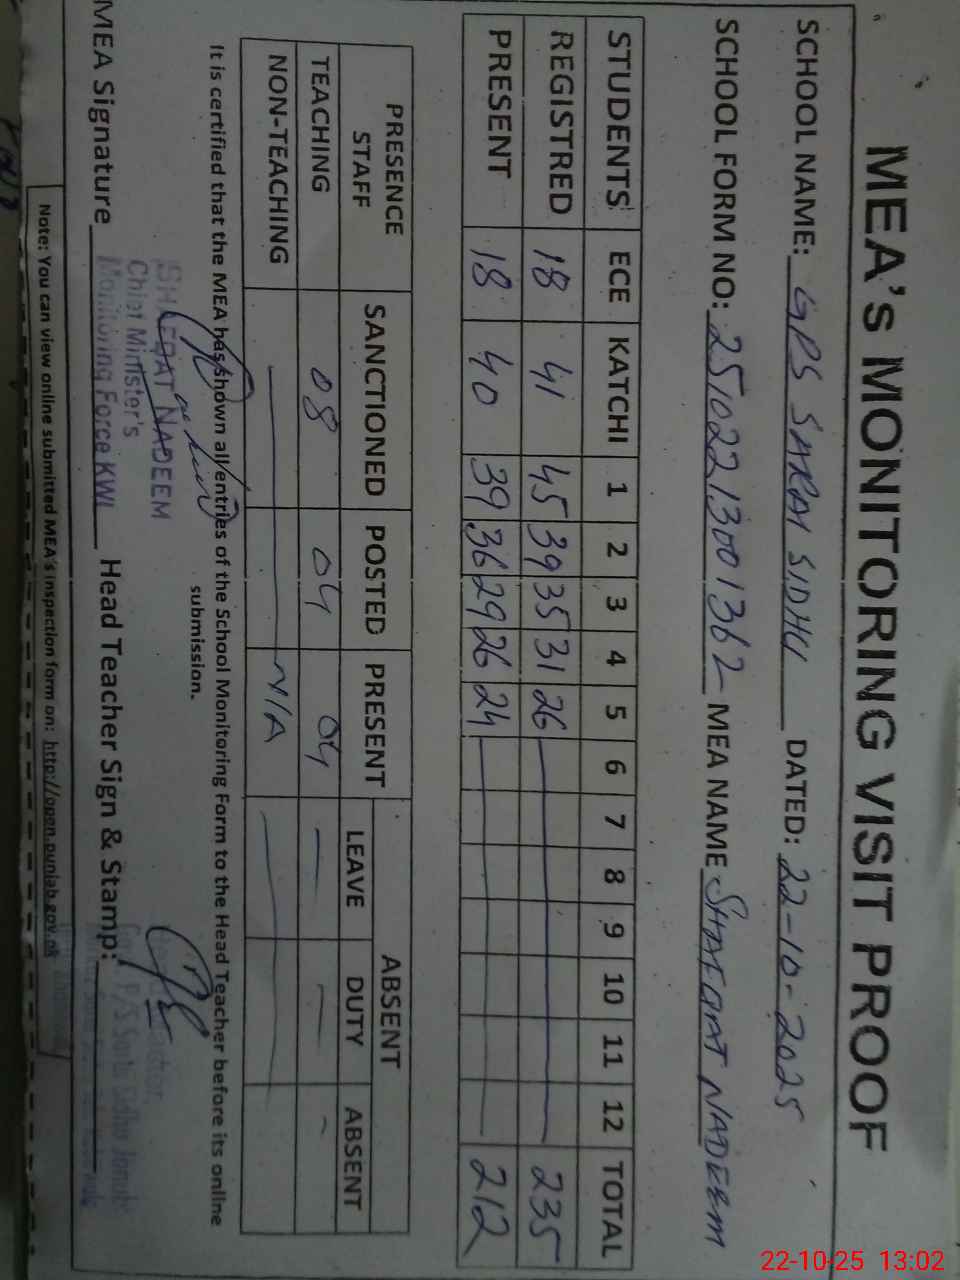 MEA'S MONITORING VISIT PROOF
SCHOOL NAME: GPS SARAI SIDHU DATED: 22-10-2025
SCHOOL FORM NO: 25102213001362 MEA NAME SHAFQAT NADEEM
STUDENTS ECE KATCHI 1 2 3 4 5 6 7 8 9 10 11 12 TOTAL
REGISTRED 18 41 45 39 35 31 26 235
PRESENT 18 40 39 36 29 26 24 212
PRESENCE STAFF SANCTIONED POSTED PRESENT ABSENT
LEAVE DUTY ABSENT
TEACHING 08 04 04 — — -
NON-TEACHING — N/A —
It is certified that the MEA has shown all entries of the School Monitoring Form to the Head Teacher before its online
submission.
SHAFQAT NADEEM
Chief Minister's
Monitoring Force KWL
MEA Signature Head Teacher Sign & Stamp:
Note: You can view online submitted MEA's inspection form on: http://open.punjab.gov.pk
22-10-25 13:02